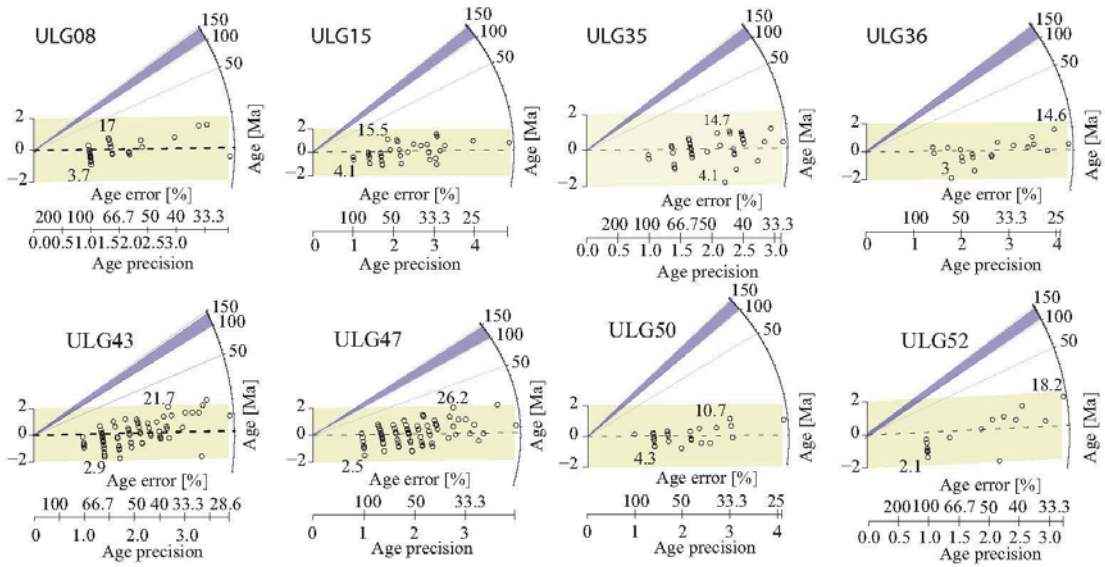 ULG08
150
100
50
2
0
−2
17
3.7
Age [Ma]
Age error [%]
200 100 66.7 50 40 33.3
0.00.51.01.52.02.53.0
Age precision
ULG15
150
100
50
2
0
−2
15.5
4.1
Age [Ma]
Age error [%]
100 50 33.3 25
0 1 2 3 4
Age precision
ULG35
150
100
50
2
0
−2
14.7
4.1
Age [Ma]
Age error [%]
200 100 66.750 40 33.3
0.0 0.5 1.0 1.5 2.0 2.5 3.0
Age precision
ULG36
150
100
50
2
0
−2
14.6
3
Age [Ma]
Age error [%]
100 50 33.3 25
0 1 2 3 4
Age precision
ULG43
150
100
50
2
0
−2
21.7
2.9
Age [Ma]
Age error [%]
100 66.7 50 40 33.3 28.6
0 1.0 2.0 3.0
Age precision
ULG47
150
100
50
2
0
−2
26.2
2.5
Age [Ma]
Age error [%]
100 50 33.3
0 1 2 3
Age precision
ULG50
150
100
50
2
0
−2
10.7
4.3
Age [Ma]
Age error [%]
100 50 33.3 25
0 1 2 3 4
Age precision
ULG52
150
100
50
2
0
−2
18.2
2.1
Age [Ma]
Age error [%]
200100 66.7 50 40 33.3
0.0 1.0 1.5 2.0 2.5 3.0
Age precision